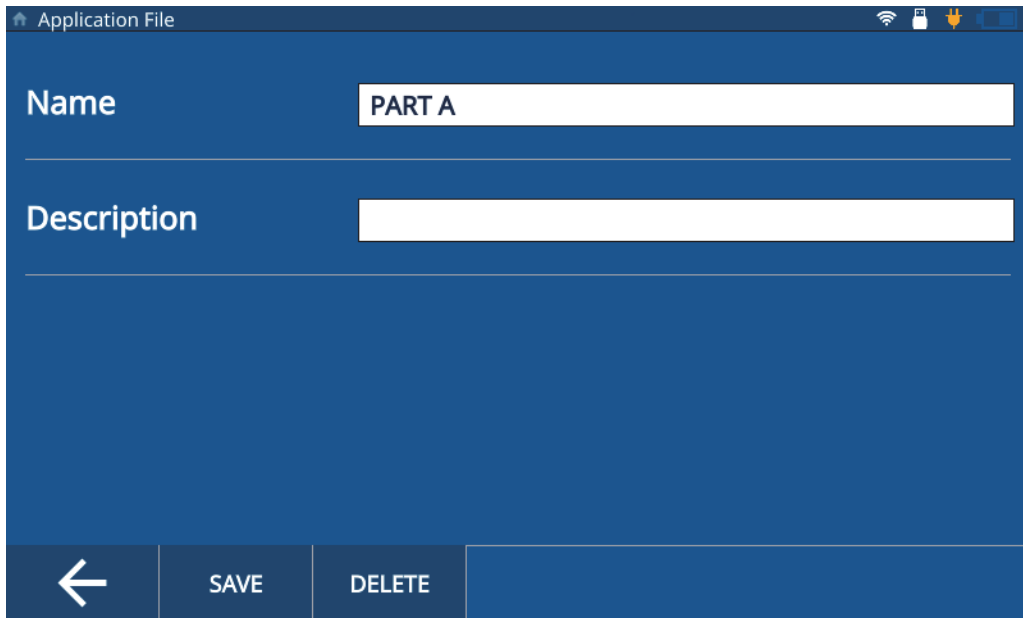 Application File
Name
PART A
Description
SAVE
DELETE